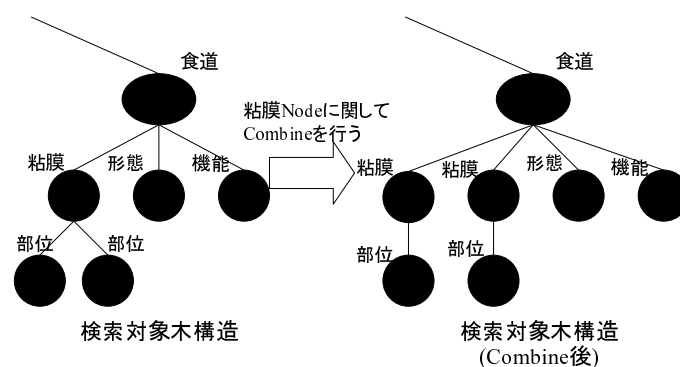 食道
粘膜
形態
機能
部位
部位
検索対象木構造
粘膜Nodeに関して
Combineを行う
食道
粘膜
粘膜
形態
機能
部位
部位
検索対象木構造
(Combine後)